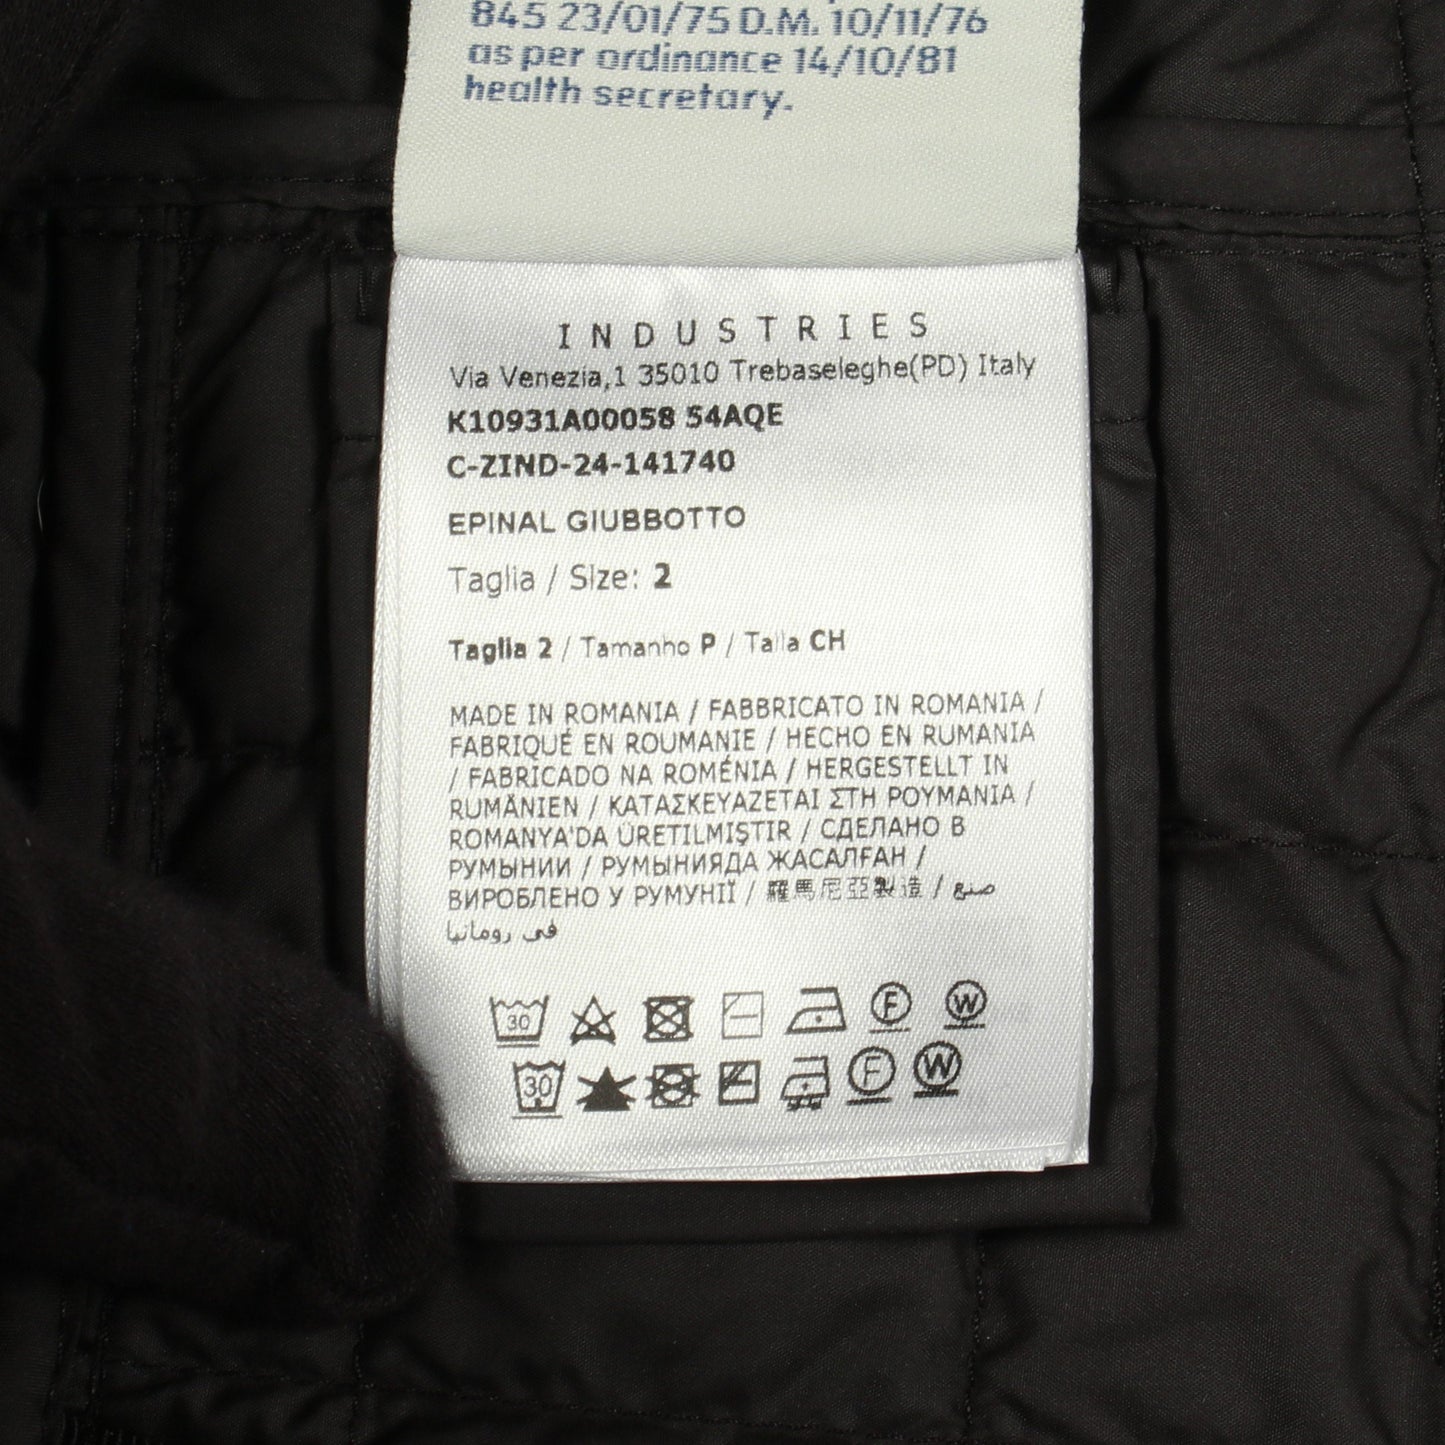 845 23/01/75 D.M. 10/11/76
as per ordinance 14/10/81
health secretary.
INDUSTRIES
Via Venezia,1 35010 Trebaseleghe(PD) Italy
K10931A00058 54AQE
C-ZIND-24-141740
EPINAL GIUBBOTTO
Taglia / Size: 2
Taglia 2 / Tamanho P / Talla CH
MADE IN ROMANIA / FABBRICATO IN ROMANIA /
FABRIQUÉ EN ROUMANIE / HECHO EN RUMANIA
/ FABRICADO NA ROMÉNIA / HERGESTELLT IN
RUMÄNIEN / ΚΑΤΑΣΚΕΥΑΖΕΤΑΙ ΣΤΗ ΡΟΥΜΑΝΙΑ /
ROMANYA'DA ÜRETILMIŞTIR / СДЕЛАНО В
РУМЫНИИ / РУМЫНИЯДА ЖАСАЛҒАН /
ВИРОБЛЕНО У РУМУНІЇ / 羅馬尼亞製造 / صنع
في رومانيا
30 F W
30 F W